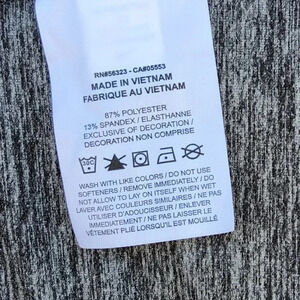 RN#56323 - CA#05553
MADE IN VIETNAM
FABRIQUE AU VIETNAM
87% POLYESTER
13% SPANDEX / ELASTHANNE
EXCLUSIVE OF DECORATION /
DECORATION NON COMPRISE
WASH WITH LIKE COLORS / DO NOT USE
SOFTENERS / REMOVE IMMEDIATELY / DO
NOT ALLOW TO LAY ON ITSELF WHEN WET
LAVER AVEC COULEURS SIMILAIRES / NE PAS
UTILISER D'ADOUCISSEUR / ENLEVER
IMMÉDIATEMENT / NE PAS LAISSER LE
VÊTEMENT PLIÉ LORSQU'IL EST MOUILLÉ